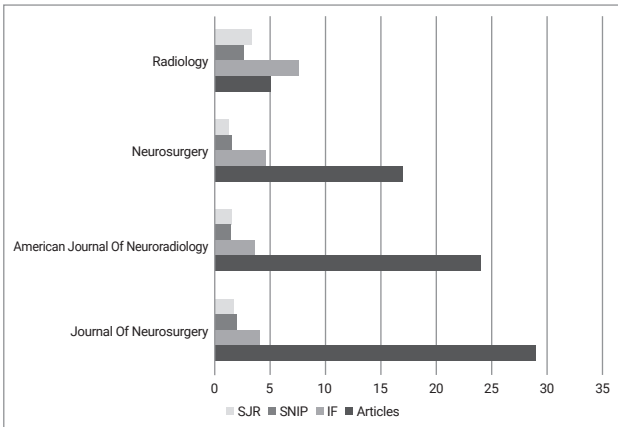 Radiology
Neurosurgery
American Journal Of Neuroradiology
Journal Of Neurosurgery
0 5 10 15 20 25 30 35
SJR SNIP IF Articles